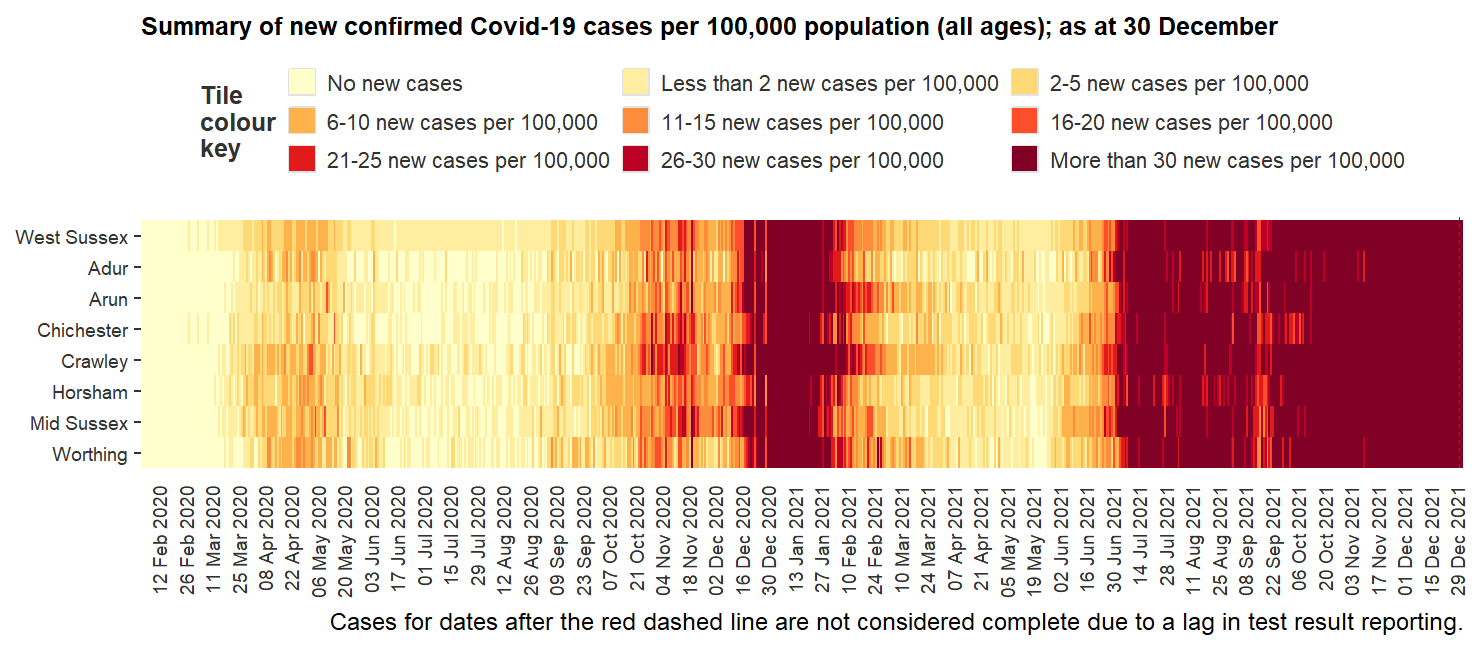 Summary of new confirmed Covid-19 cases per 100,000 population (all ages); as at 30 December
Tile
colour
key
No new cases
Less than 2 new cases per 100,000
2-5 new cases per 100,000
6-10 new cases per 100,000
11-15 new cases per 100,000
16-20 new cases per 100,000
21-25 new cases per 100,000
26-30 new cases per 100,000
More than 30 new cases per 100,000
West Sussex
Adur
Arun
Chichester
Crawley
Horsham
Mid Sussex
Worthing
12 Feb 2020
26 Feb 2020
11 Mar 2020
25 Mar 2020
08 Apr 2020
22 Apr 2020
06 May 2020
20 May 2020
03 Jun 2020
17 Jun 2020
01 Jul 2020
15 Jul 2020
29 Jul 2020
12 Aug 2020
26 Aug 2020
09 Sep 2020
23 Sep 2020
07 Oct 2020
21 Oct 2020
04 Nov 2020
18 Nov 2020
02 Dec 2020
16 Dec 2020
30 Dec 2020
13 Jan 2021
27 Jan 2021
10 Feb 2021
24 Feb 2021
10 Mar 2021
24 Mar 2021
07 Apr 2021
21 Apr 2021
05 May 2021
19 May 2021
02 Jun 2021
16 Jun 2021
30 Jun 2021
14 Jul 2021
28 Jul 2021
11 Aug 2021
25 Aug 2021
08 Sep 2021
22 Sep 2021
06 Oct 2021
20 Oct 2021
03 Nov 2021
17 Nov 2021
01 Dec 2021
15 Dec 2021
29 Dec 2021
Cases for dates after the red dashed line are not considered complete due to a lag in test result reporting.